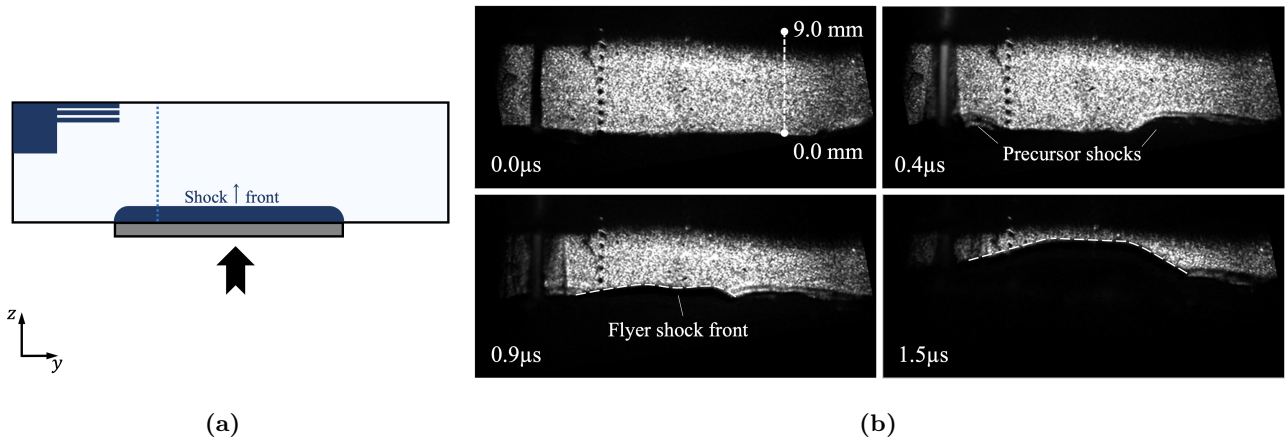 Shock ↑ front
z
y
(a)
9.0 mm
0.0 mm
0.0μs
Precursor shocks
0.4μs
Flyer shock front
0.9μs
1.5μs
(b)